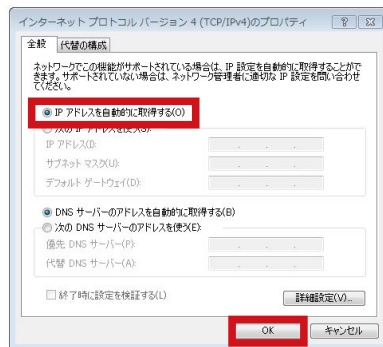 インターネット プロトコル バージョン 4 (TCP/IPv4)のプロパティ
全般
代替の構成
ネットワークでこの機能がサポートされている場合は、IP 設定を自動的に取得することがで
きます。サポートされていない場合は、ネットワーク管理者に適切な IP 設定を問い合わせ
てください。
IP アドレスを自動的に取得する(O)
次の IP アドレスを使う(S):
IP アドレス(I):
サブネット マスク(U):
デフォルト ゲートウェイ(D):
DNS サーバーのアドレスを自動的に取得する(B)
次の DNS サーバーのアドレスを使う(E):
優先 DNS サーバー(P):
代替 DNS サーバー(A):
終了時に設定を検証する(L)
詳細設定(V)...
OK
キャンセル